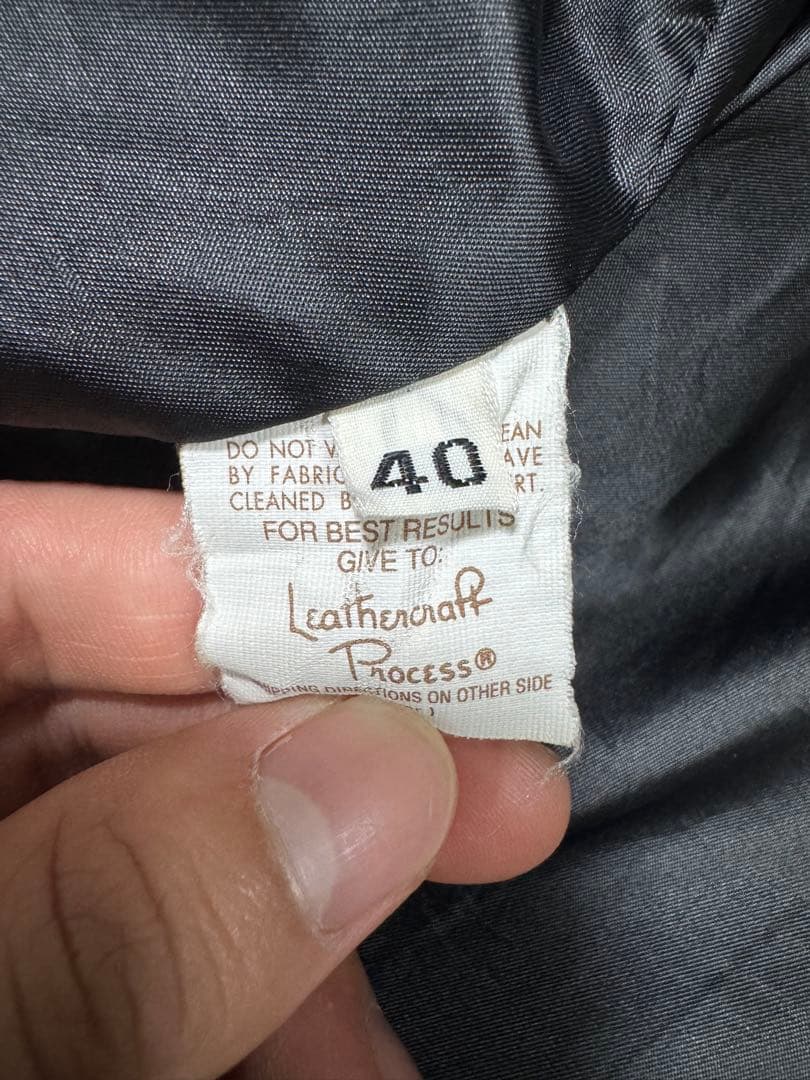 DO NOT
EAN
BY FABRIC
AVE
CLEANED
RT.
40
FOR BEST RESULTS
GIVE TO:
Leathercraft
Process®
DIRECTIONS ON OTHER SIDE